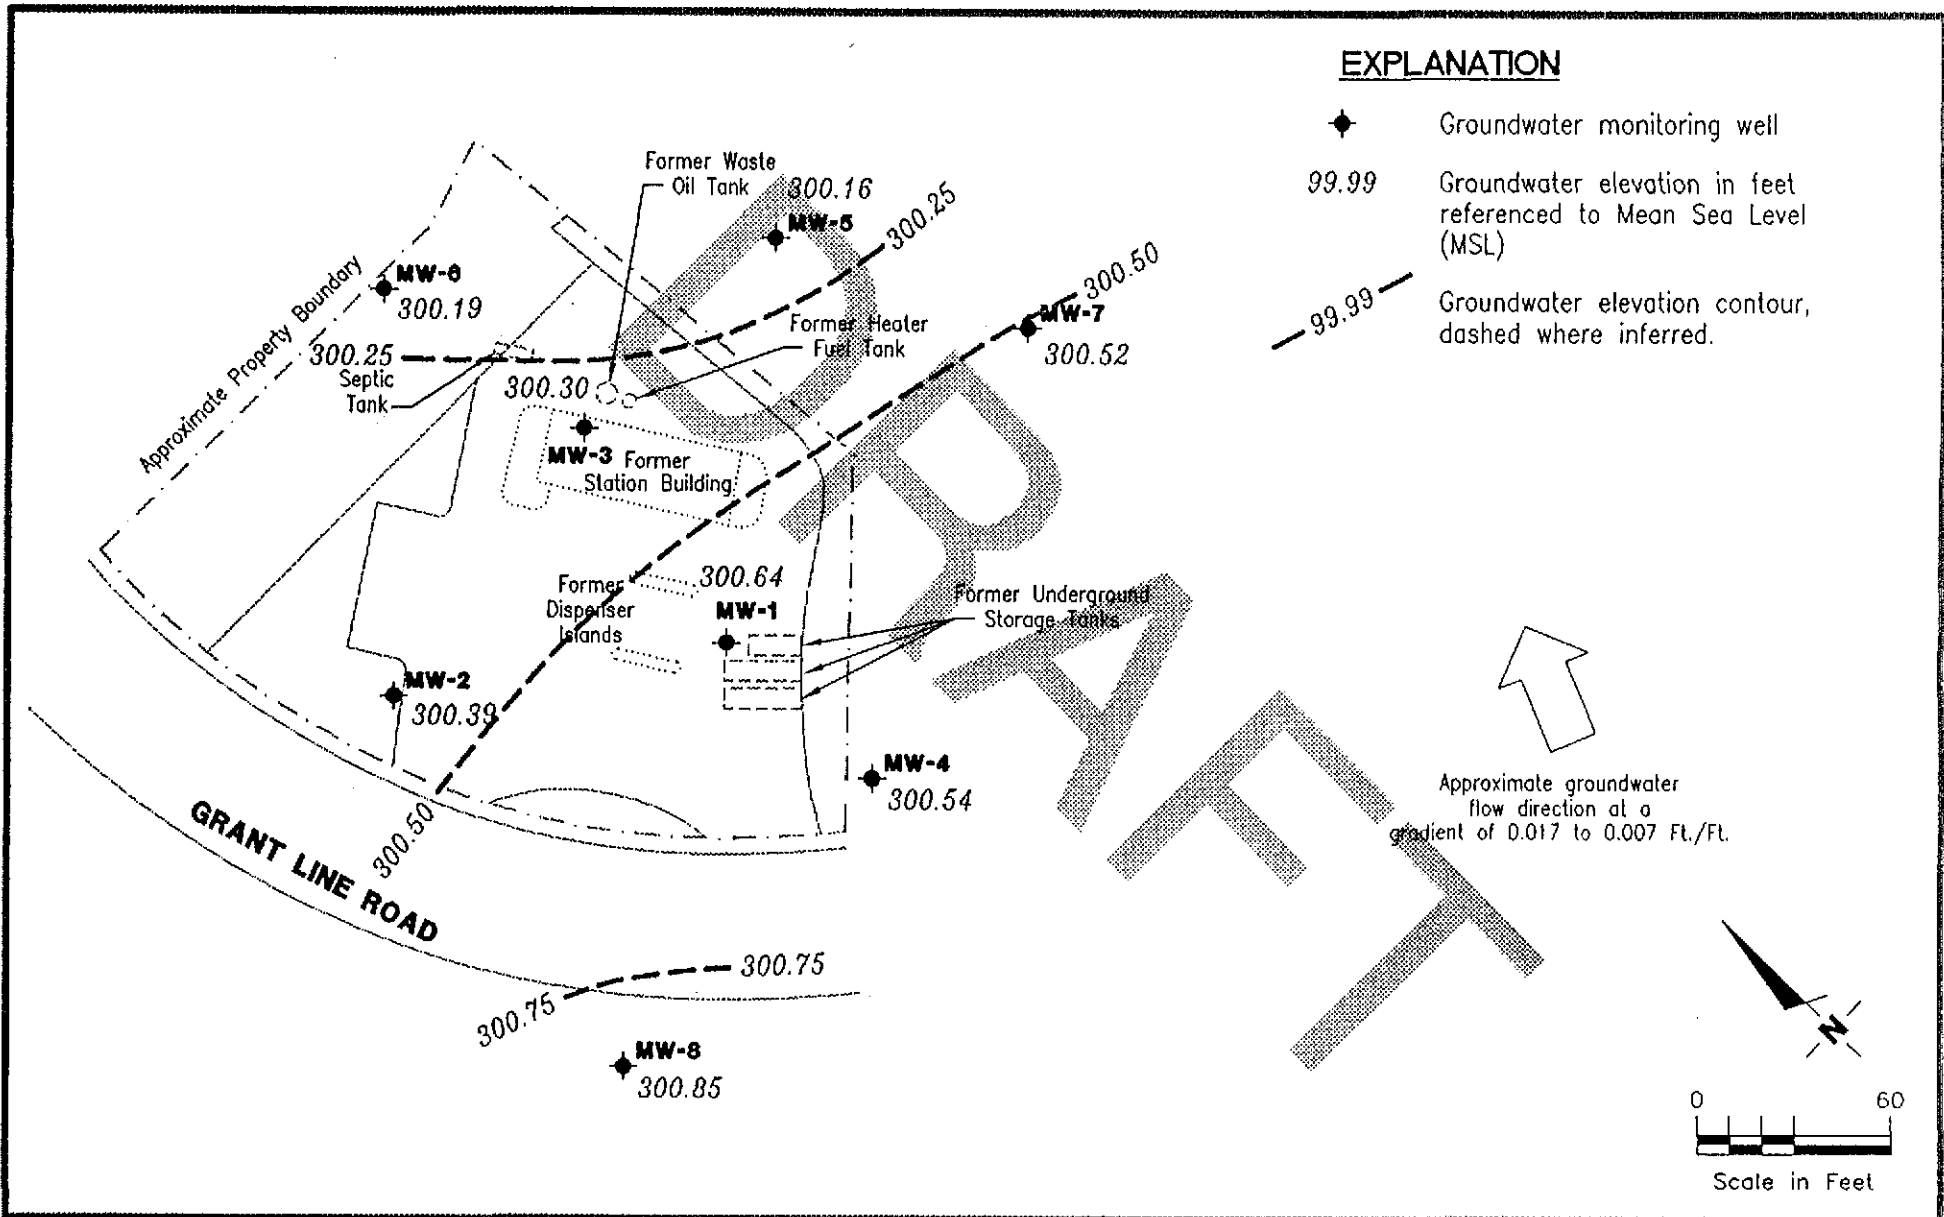 EXPLANATION
Groundwater monitoring well
99.99
Groundwater elevation in feet
referenced to Mean Sea Level
(MSL)
99.99
Groundwater elevation contour,
dashed where inferred.
Former Waste
Oil Tank
300.16
MW-5
300.25
300.50
MW-6
300.19
Approximate Property Boundary
300.25
Septic
Tank
300.30
Former Heater
Fuel Tank
MW-7
300.52
MW-3
Former
Station Building
Former
Dispenser
Islands
300.64
MW-1
Former Underground
Storage Tanks
MW-2
300.39
MW-4
300.54
300.50
GRANT LINE ROAD
300.75
300.75
MW-8
300.85
Approximate groundwater
flow direction at a
gradient of 0.017 to 0.007 Ft./Ft.
N
0 60
Scale in Feet
DRAFT